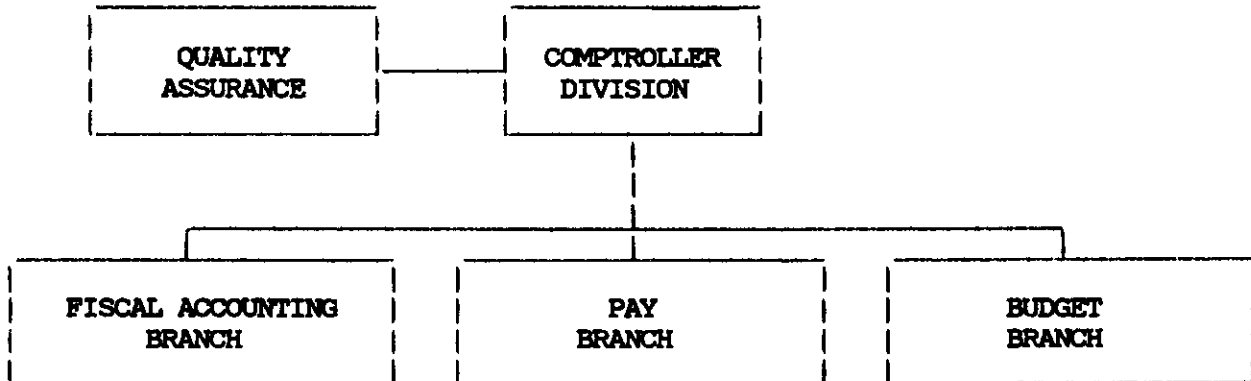 QUALITY
ASSURANCE
COMPTROLLER
DIVISION
FISCAL ACCOUNTING
BRANCH
PAY
BRANCH
BUDGET
BRANCH